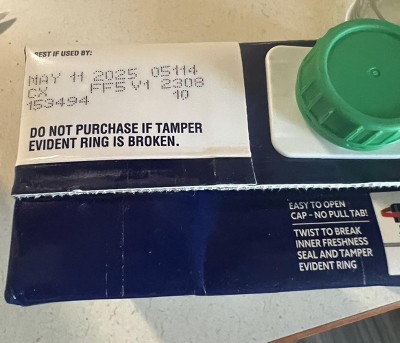 BEST IF USED BY:
MAY 11 2025 05114
CX FF5 V1 2308
153494 10
DO NOT PURCHASE IF TAMPER
EVIDENT RING IS BROKEN.
EASY TO OPEN
CAP - NO PULL TAB!
TWIST TO BREAK
INNER FRESHNESS
SEAL AND TAMPER
EVIDENT RING